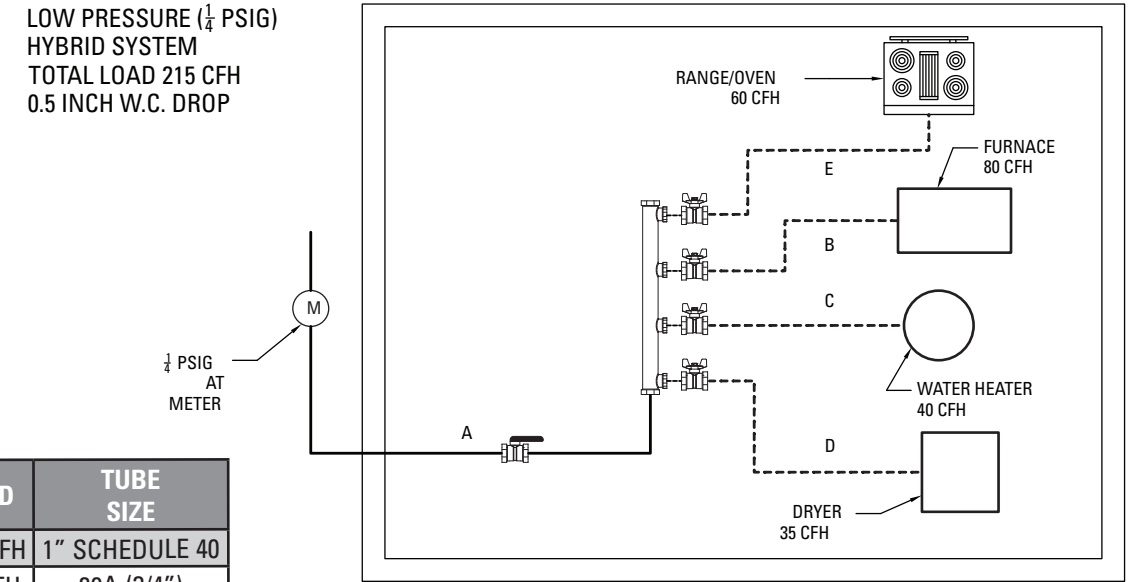 LOW PRESSURE (1/4 PSIG)
HYBRID SYSTEM
TOTAL LOAD 215 CFH
0.5 INCH W.C. DROP
RANGE/OVEN
60 CFH
FURNACE
80 CFH
E
B
C
WATER HEATER
40 CFH
D
DRYER
35 CFH
M
1/4 PSIG
AT
METER
A
D
TUBE
SIZE
FH 1” SCHEDULE 40